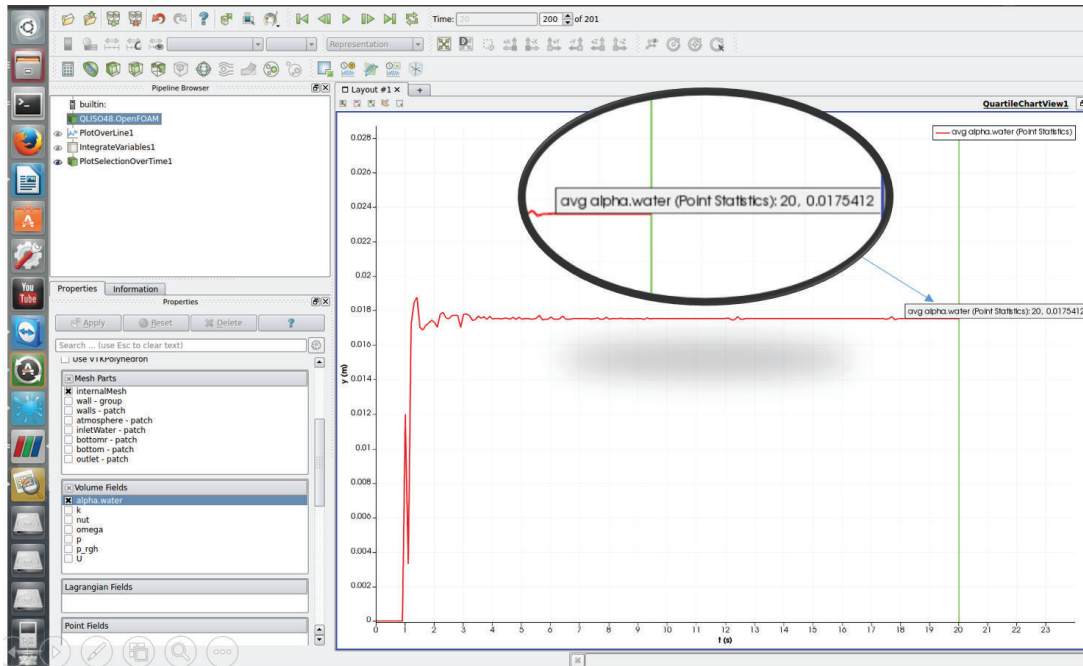 Time: 20 200 of 201
Representation
Pipeline Browser
builtin:
QLISO48.OpenFOAM
PlotOverLine1
IntegrateVariables1
PlotSelectionOverTime1
Properties Information
Properties
Apply Reset Delete ?
Search ... (use Esc to clear text)
Use VTKPolyhedron
Mesh Parts
internalMesh
wall - group
walls - patch
atmosphere - patch
inletWater - patch
bottomr - patch
bottom - patch
outlet - patch
Volume Fields
alpha.water
k
nut
omega
p
p_rgh
U
Lagrangian Fields
Point Fields
You
Tube
Layout #1 × +
QuartileChartView1
avg alpha.water (Point Statistics)
avg alpha.water (Point Statistics): 20, 0.0175412
avg alpha.water (Point Statistics): 20, 0.0175412
y (m)
0.028
0.026
0.024
0.022
0.02
0.018
0.016
0.014
0.012
0.01
0.008
0.006
0.004
0.002
0
0 1 2 3 4 5 6 7 8 9 10 11 12 13 14 15 16 17 18 19 20 21 22 23
t (s)